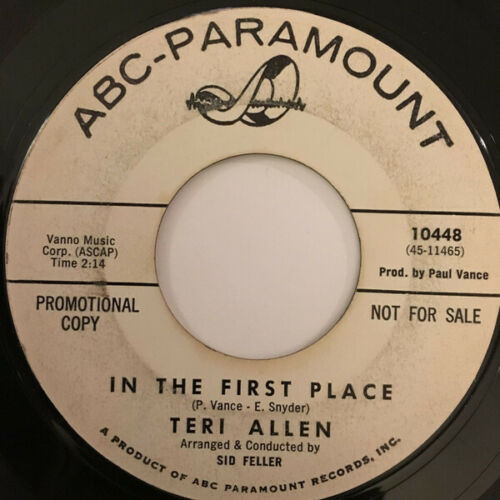 ABC-PARAMOUNT
Vanno Music
Corp. (ASCAP)
Time 2:14
10448
(45-11465)
Prod. by Paul Vance
PROMOTIONAL
COPY
NOT FOR SALE
IN THE FIRST PLACE
(P. Vance - E. Snyder)
TERI ALLEN
Arranged & Conducted by
SID FELLER
A PRODUCT OF ABC PARAMOUNT RECORDS, INC.